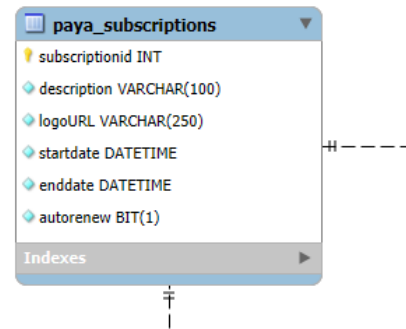 paya_subscriptions
subscriptionid INT
description VARCHAR(100)
logoURL VARCHAR(250)
startdate DATETIME
enddate DATETIME
autorenew BIT(1)
Indexes